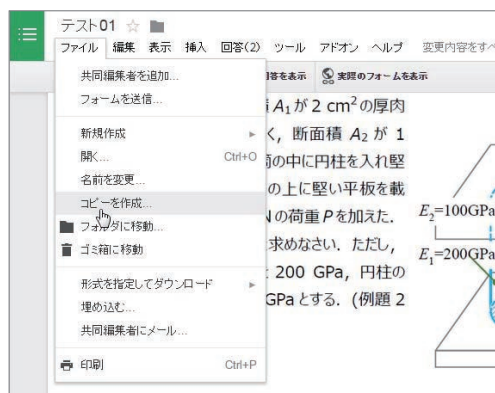 テスト01
ファイル 編集 表示 挿入 回答(2) ツール アドオン ヘルプ 変更内容をすべ
答を表示 実際のフォームを表示
共同編集者を追加...
フォームを送信...
新規作成
開く... Ctrl+O
名前を変更...
コピーを作成...
フォルダに移動...
ゴミ箱に移動
形式を指定してダウンロード
埋め込む...
共同編集者にメール...
印刷 Ctrl+P
A₁が2 cm²の厚肉
く，断面積 A₂ が 1
の中に円柱を入れ堅
の上に堅い平板を載
の荷重Pを加えた．
求めなさい．ただし，
200 GPa，円柱の
GPaとする．(例題 2
E₂=100GPa
E₁=200GPa